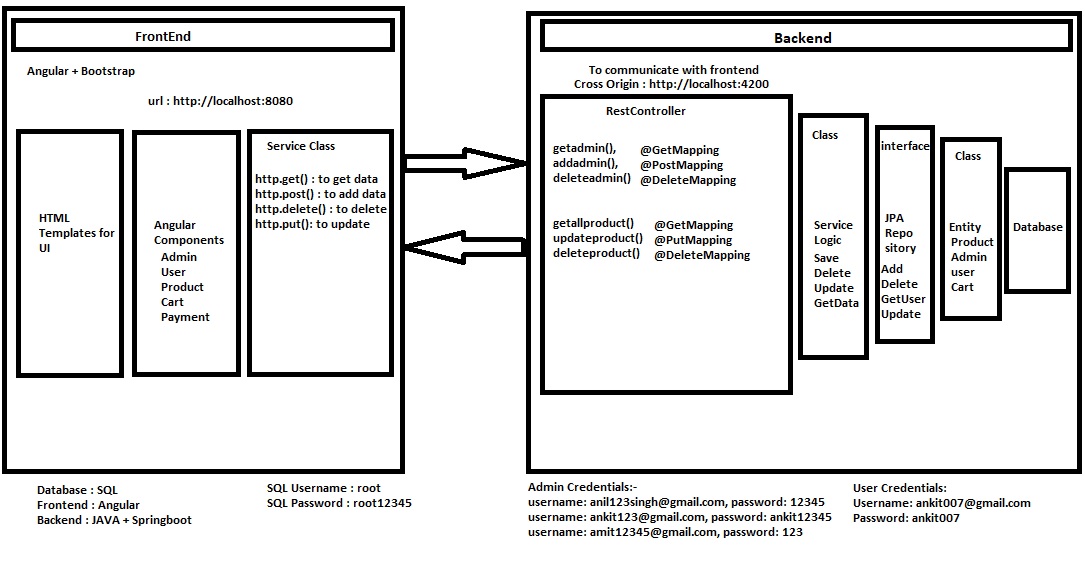 FrontEnd
Angular + Bootstrap
url : http://localhost:8080
HTML
Templates for
UI
Angular
Components
Admin
User
Product
Cart
Payment
Service Class
http.get() : to get data
http.post() : to add data
http.delete() : to delete
http.put(): to update
Backend
To communicate with frontend
Cross Origin : http://localhost:4200
RestController
getadmin(), @GetMapping
addadmin(), @PostMapping
deleteadmin() @DeleteMapping
getallproduct() @GetMapping
updateproduct() @PutMapping
deleteproduct() @DeleteMapping
Class
Service
Logic
Save
Delete
Update
GetData
interface
JPA
Repo
sitory
Add
Delete
GetUser
Update
Class
Entity
Product
Admin
user
Cart
Database
Database : SQL
Frontend : Angular
Backend : JAVA + Springboot
SQL Username : root
SQL Password : root12345
Admin Credentials:-
username: anil123singh@gmail.com, password: 12345
username: ankit123@gmail.com, password: ankit12345
username: amit12345@gmail.com, password: 123
User Credentials:
Username: ankit007@gmail.com
Password: ankit007